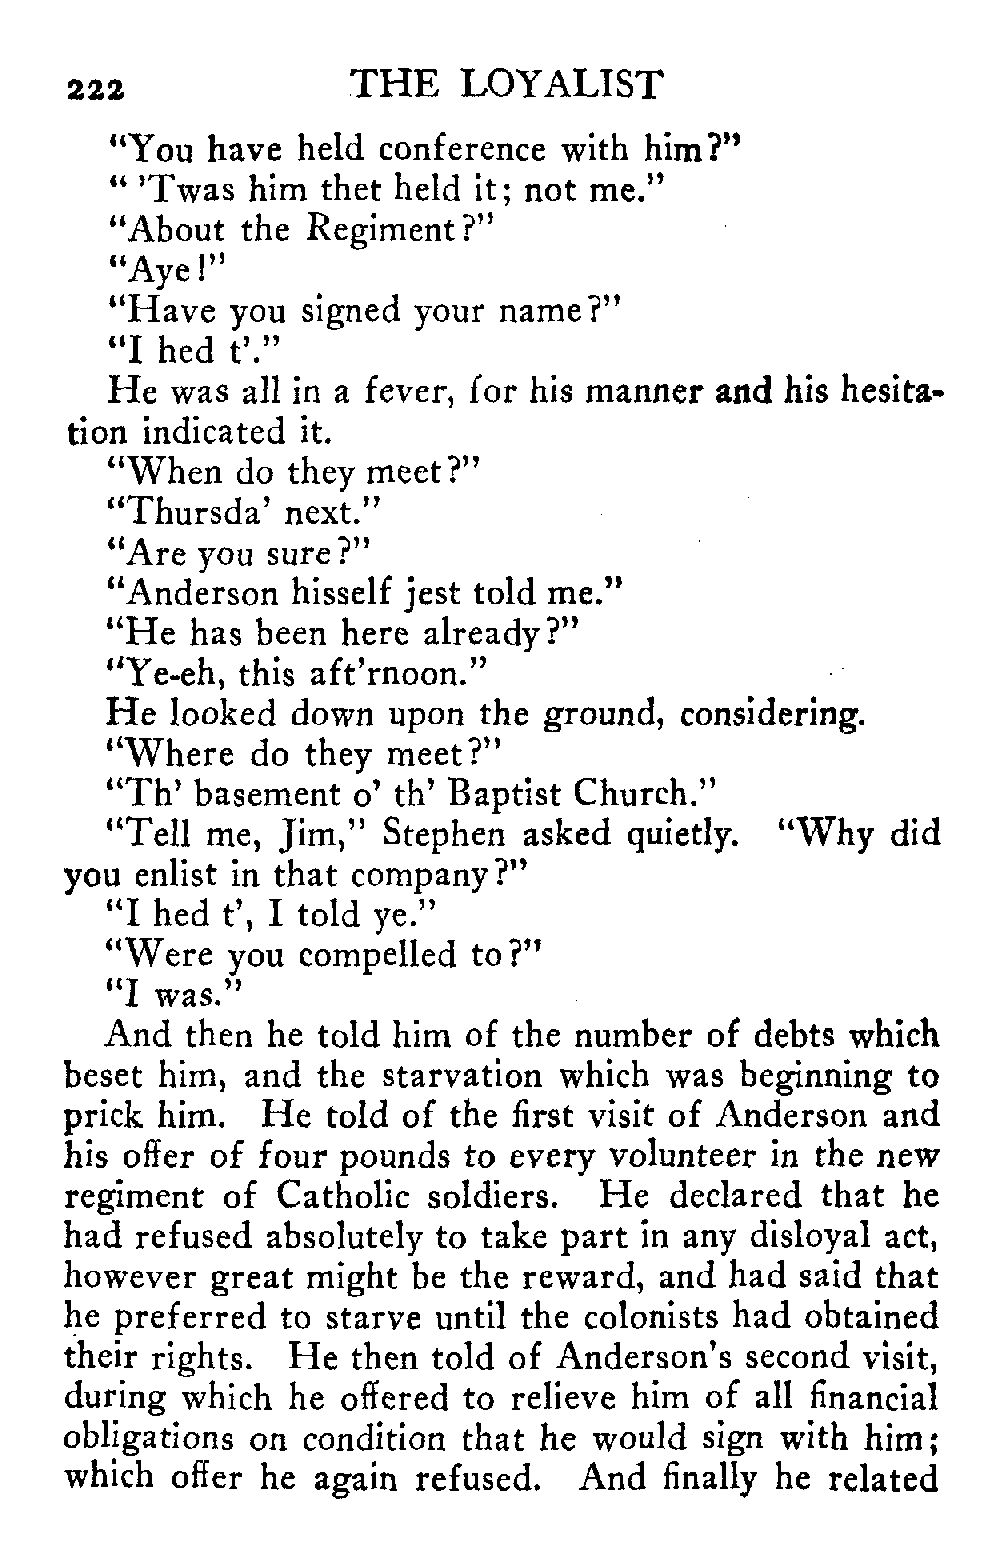 222 THE LOYALIST
"You have held conference with him?"
" 'Twas him thet held it; not me."
"About the Regiment?"
"Aye!"
"Have you signed your name?"
"I hed t'."
He was all in a fever, for his manner and his hesita-
tion indicated it.
"When do they meet?"
"Thursda' next."
"Are you sure?"
"Anderson hisself jest told me."
"He has been here already?"
"Ye-eh, this aft'rnoon."
He looked down upon the ground, considering.
"Where do they meet?"
"Th' basement o' th' Baptist Church."
"Tell me, Jim," Stephen asked quietly. "Why did
you enlist in that company?"
"I hed t', I told ye."
"Were you compelled to?"
"I was."
And then he told him of the number of debts which
beset him, and the starvation which was beginning to
prick him. He told of the first visit of Anderson and
his offer of four pounds to every volunteer in the new
regiment of Catholic soldiers. He declared that he
had refused absolutely to take part in any disloyal act,
however great might be the reward, and had said that
he preferred to starve until the colonists had obtained
their rights. He then told of Anderson's second visit,
during which he offered to relieve him of all financial
obligations on condition that he would sign with him;
which offer he again refused. And finally he related